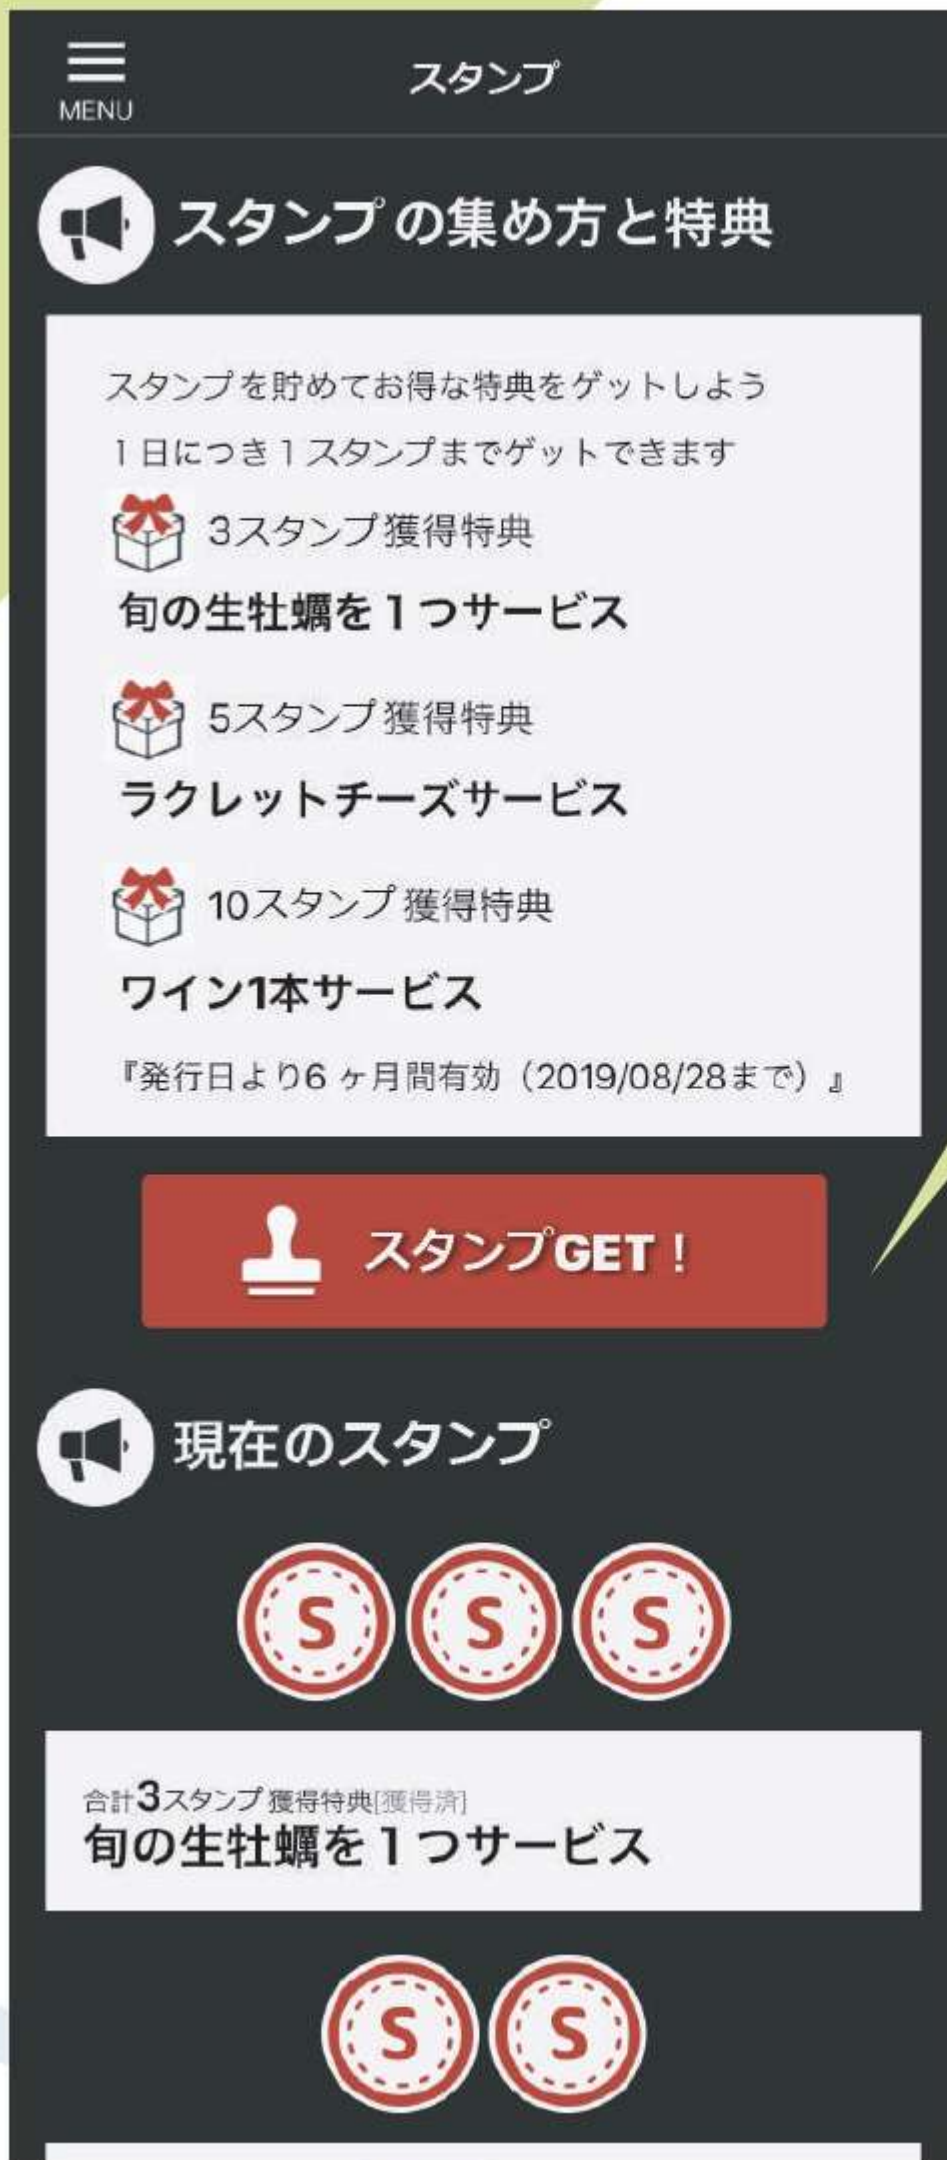 スタンプ
MENU
スタンプの集め方と特典
スタンプを貯めてお得な特典をゲットしよう
1日につき1スタンプまでゲットできます
3スタンプ獲得特典
旬の生牡蠣を1つサービス
5スタンプ獲得特典
ラクレットチーズサービス
10スタンプ獲得特典
ワイン1本サービス
『発行日より6ヶ月間有効（2019/08/28まで）』
スタンプGET！
現在のスタンプ
S S S
合計3スタンプ獲得特典[獲得済]
旬の生牡蠣を1つサービス
S S